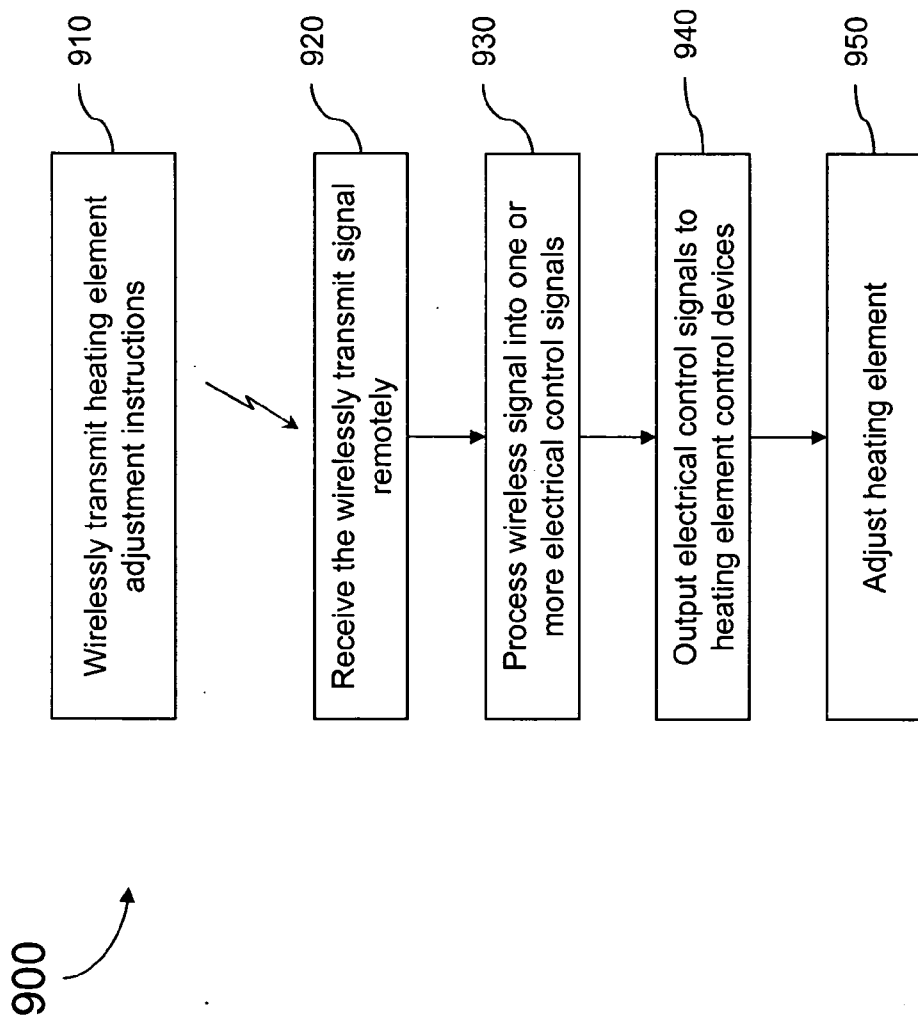 900
Wirelessly transmit heating element
adjustment instructions
910
Receive the wirelessly transmit signal
remotely
920
Process wireless signal into one or
more electrical control signals
930
Output electrical control signals to
heating element control devices
940
Adjust heating element
950